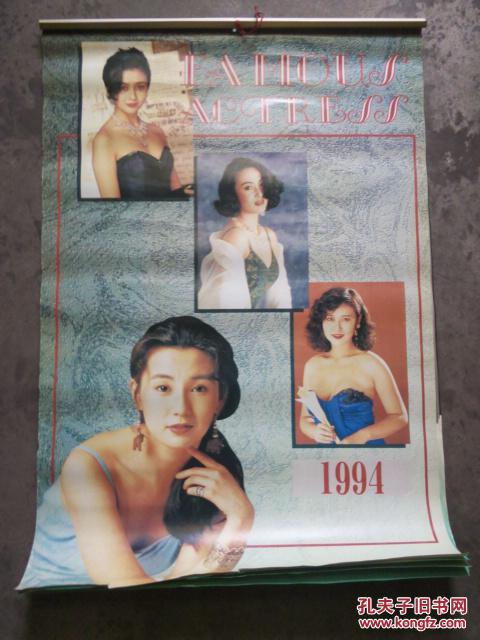 FAMOUS
ACTRESS
1994
孔夫子旧书网
www.kongfz.com